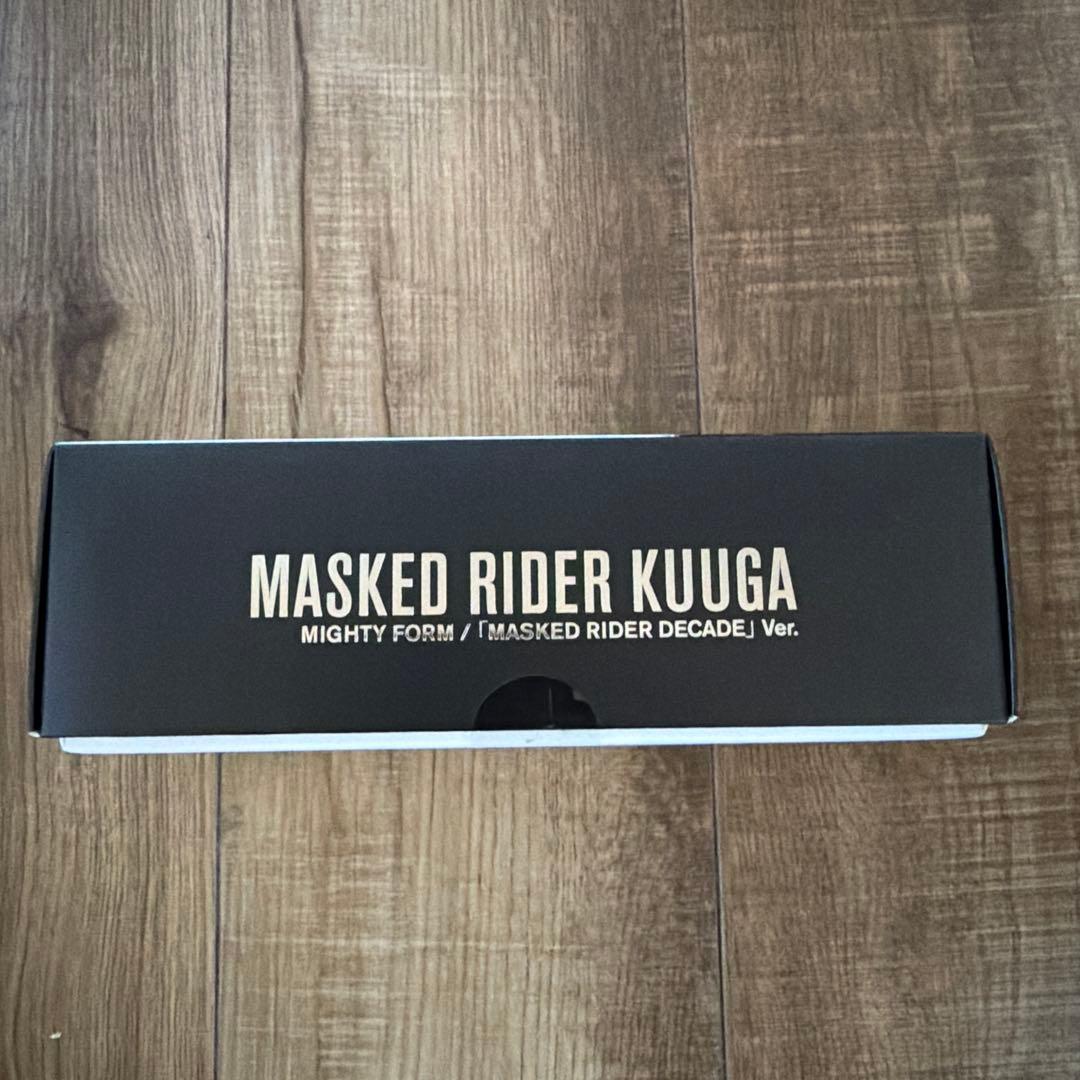 MASKED RIDER KUUGA
MIGHTY FORM /「MASKED RIDER DECADE」Ver.